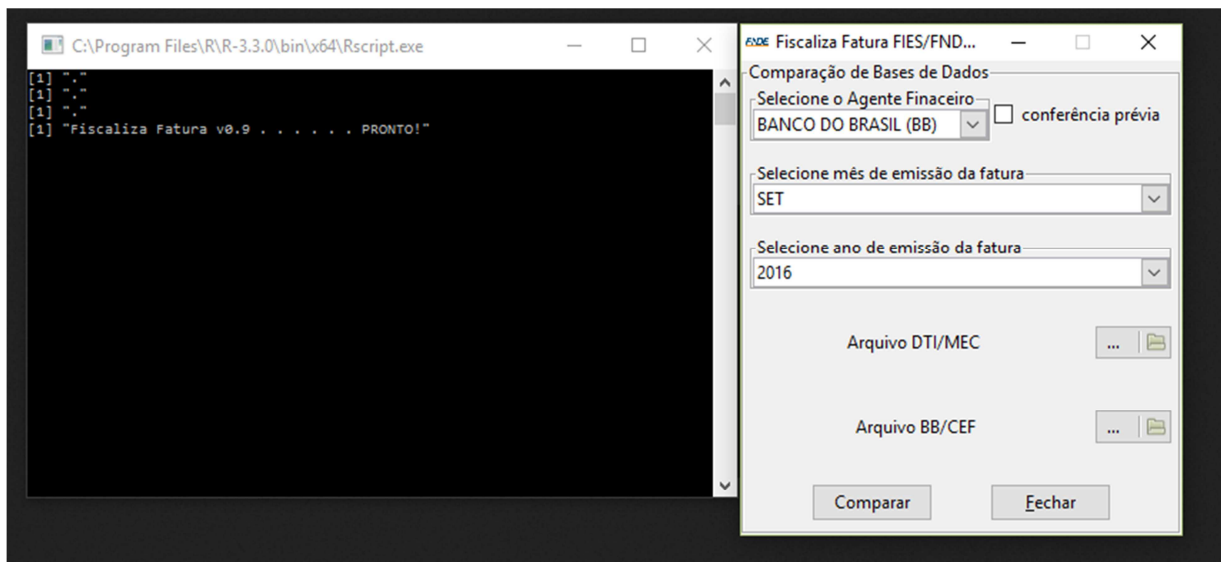 C:\Program Files\R\R-3.3.0\bin\x64\Rscript.exe
[1] "."
[1] "."
[1] "."
[1] "Fiscaliza Fatura v0.9 . . . . . . PRONTO!"
FNDE Fiscaliza Fatura FIES/FND...
Comparação de Bases de Dados
Selecione o Agente Finaceiro
BANCO DO BRASIL (BB)
conferência prévia
Selecione mês de emissão da fatura
SET
Selecione ano de emissão da fatura
2016
Arquivo DTI/MEC
...
Arquivo BB/CEF
...
Comparar
Fechar